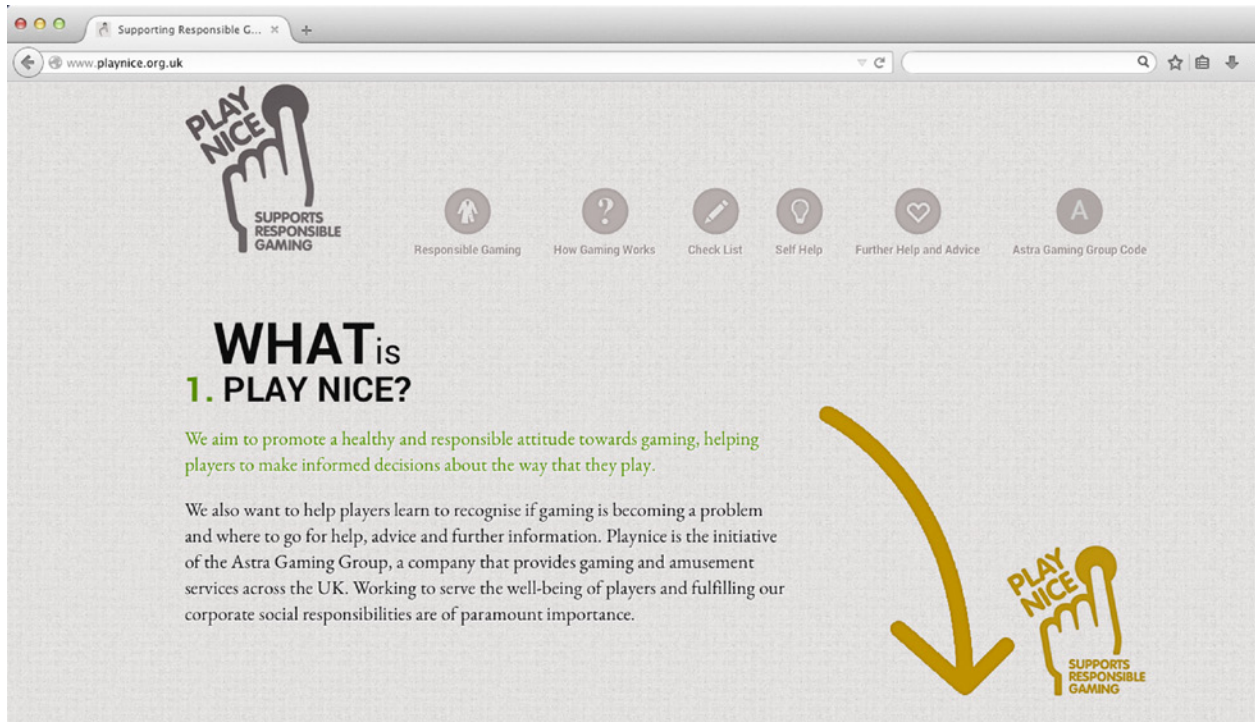 Supporting Responsible G...
www.playnice.org.uk
PLAY
NICE
SUPPORTS
RESPONSIBLE
GAMING
Responsible Gaming
How Gaming Works
Check List
Self Help
Further Help and Advice
A
Astra Gaming Group Code
WHAT is
1. PLAY NICE?
We aim to promote a healthy and responsible attitude towards gaming, helping
players to make informed decisions about the way that they play.
We also want to help players learn to recognise if gaming is becoming a problem
and where to go for help, advice and further information. Playnice is the initiative
of the Astra Gaming Group, a company that provides gaming and amusement
services across the UK. Working to serve the well-being of players and fulfilling our
corporate social responsibilities are of paramount importance.
PLAY
NICE
SUPPORTS
RESPONSIBLE
GAMING